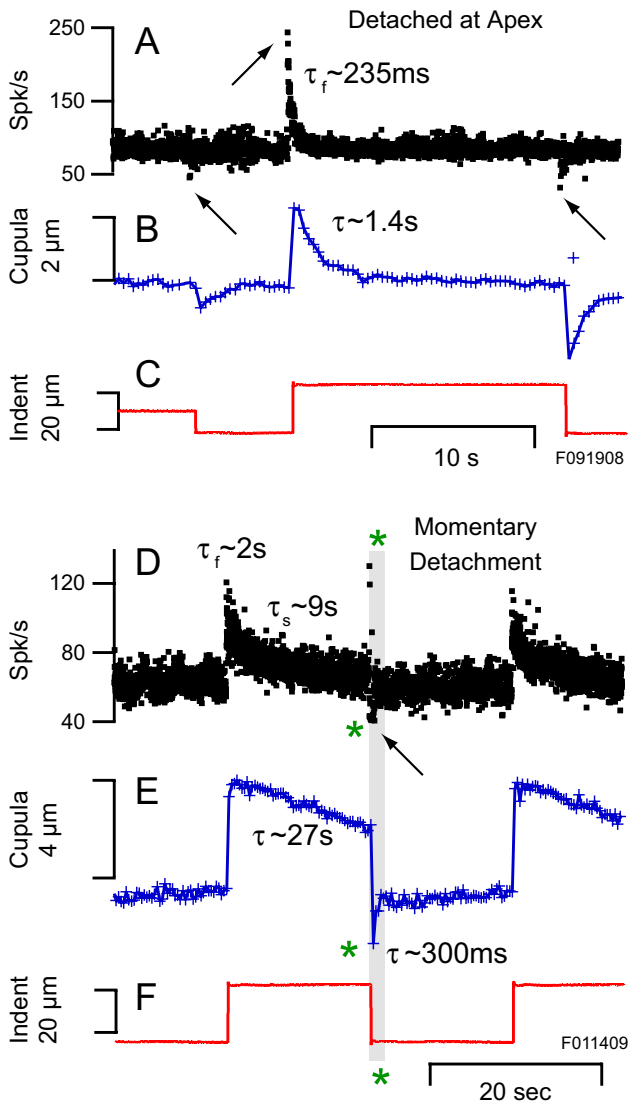 Detached at Apex
A
250
150
50
Spk/s
τf~235ms
B
Cupula
2 μm
τ~1.4s
C
Indent
20 μm
10 s
F091908
Momentary
Detachment
*
D
τf~2s
τs~9s
120
80
40
Spk/s
*
E
Cupula
4 μm
τ~27s
*
τ~300ms
F
Indent
20 μm
F011409
*
20 sec